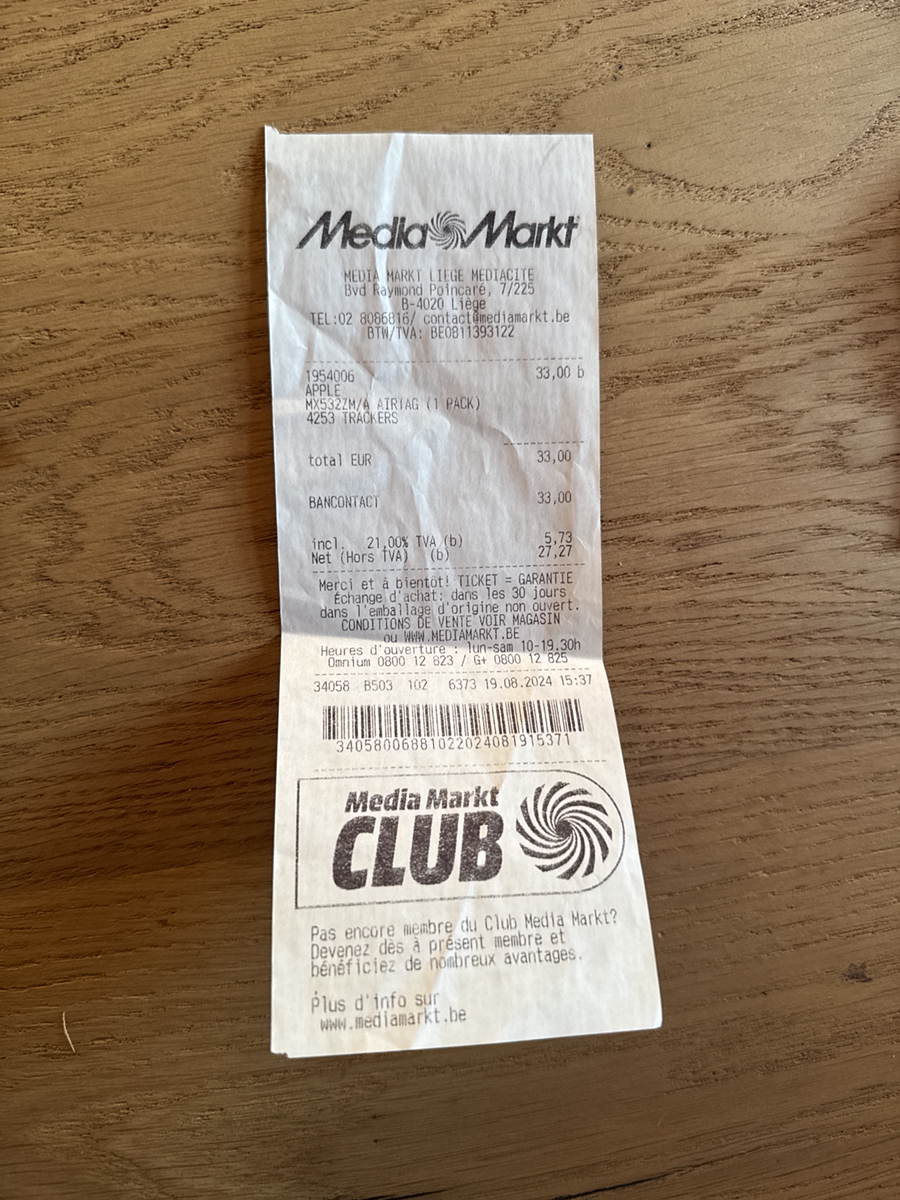 Media Markt
MEDIA MARKT LIEGE MEDIACITE
Bvd Raymond Poincaré, 7/225
B-4020 Liège
TEL:02 8086816/ contact@mediamarkt.be
BTW/TVA: BE0811393122
1954006 33,00 b
APPLE
MX532ZM/A AIRTAG (1 PACK)
4253 TRACKERS
total EUR 33,00
BANCONTACT 33,00
incl. 21,00% TVA (b) 5,73
Net (Hors TVA) (b) 27,27
Merci et à bientôt! TICKET = GARANTIE
Échange d'achat: dans les 30 jours
dans l'emballage d'origine non ouvert.
CONDITIONS DE VENTE VOIR MAGASIN
ou WWW.MEDIAMARKT.BE
Heures d'ouverture : lun-sam 10-19.30h
Omnium 0800 12 823 / G+ 0800 12 825
34058 B503 102 6373 19.08.2024 15:37
34058006881022024081915371
Media Markt
CLUB
Pas encore membre du Club Media Markt?
Devenez dès à présent membre et
bénéficiez de nombreux avantages.
Plus d'info sur
www.mediamarkt.be